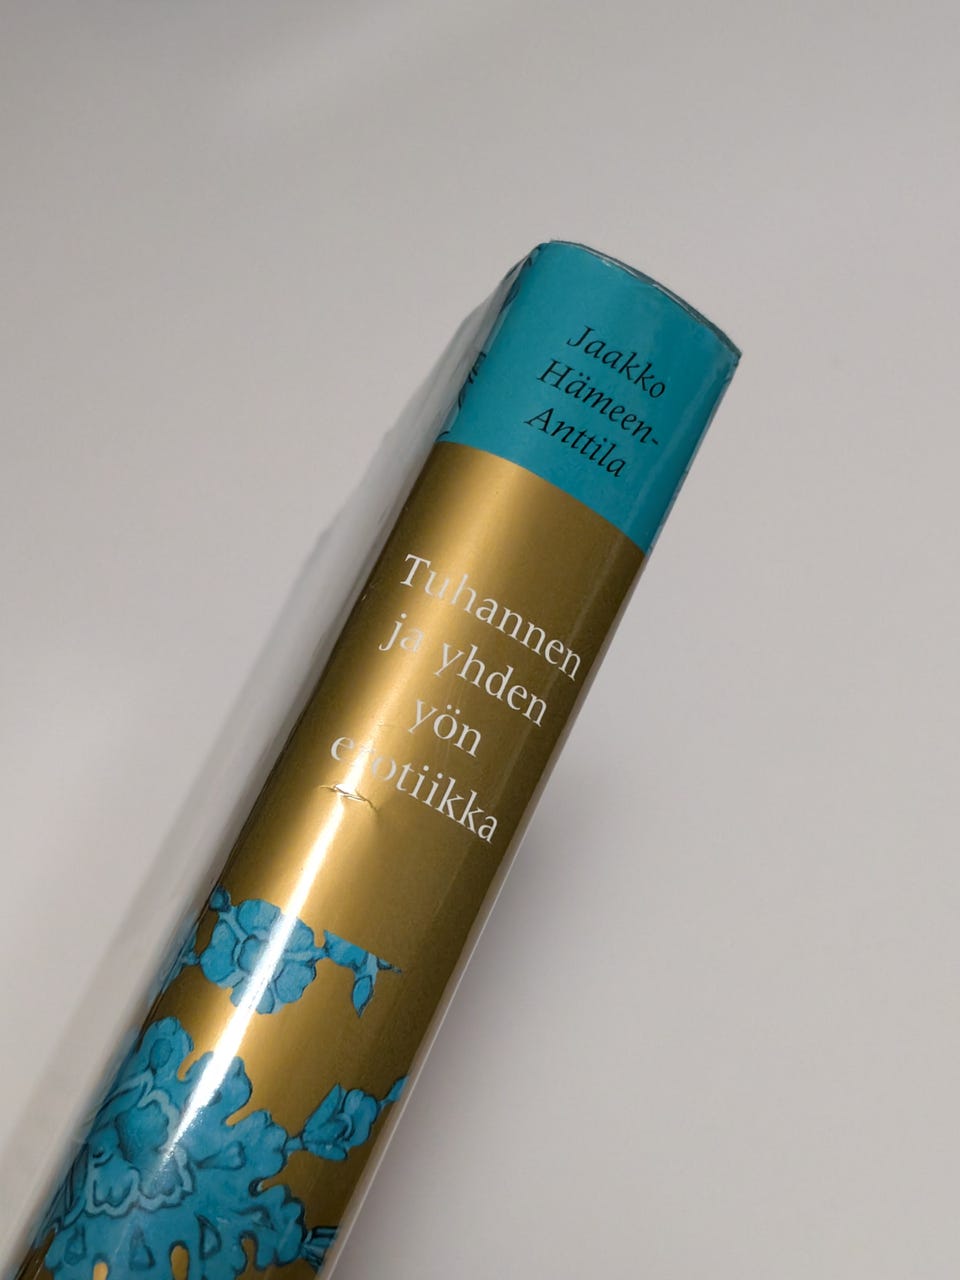 Jaakko
Hämeen-
Anttila
Tuhannen
ja yhden
yön
erotiikka